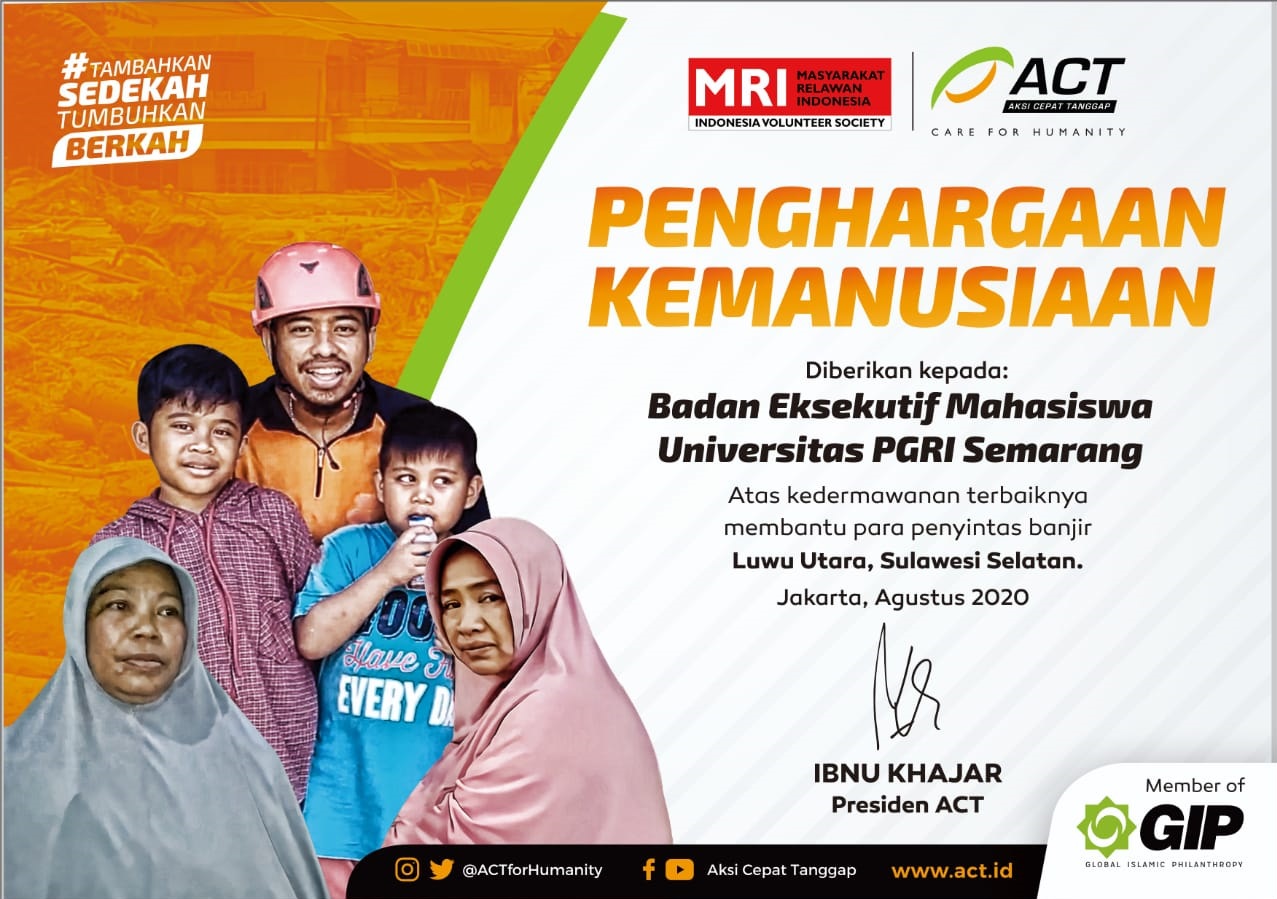 #TAMBAHKAN
SEDEKAH
TUMBUHKAN
BERKAH
MRI MASYARAKAT
RELAWAN
INDONESIA
INDONESIA VOLUNTEER SOCIETY
ACT
AKSI CEPAT TANGGAP
CARE FOR HUMANITY
PENGHARGAAN
KEMANUSIAAN
Diberikan kepada:
Badan Eksekutif Mahasiswa
Universitas PGRI Semarang
Atas kedermawanan terbaiknya
membantu para penyintas banjir
Luwu Utara, Sulawesi Selatan.
Jakarta, Agustus 2020
IBNU KHAJAR
Presiden ACT
Have
EVERY
Member of
GIP
GLOBAL ISLAMIC PHILANTHROPY
@ACTforHumanity
Aksi Cepat Tanggap
www.act.id